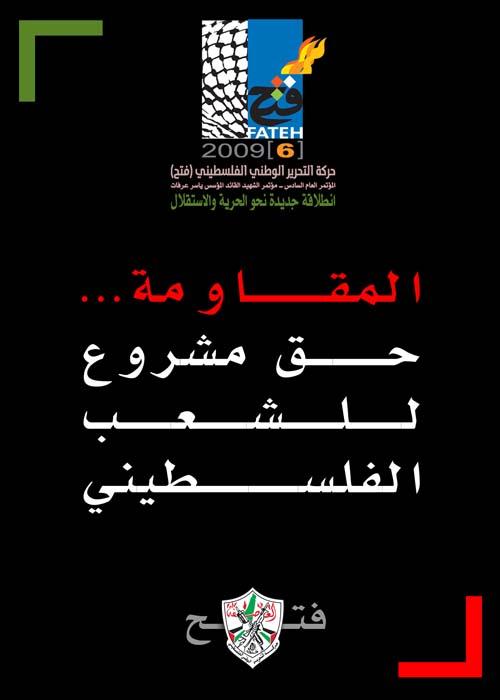 فتح
FATEH
2009[6]
حركة التحرير الوطني الفلسطيني (فتح)
المؤتمر العام السادس - مؤتمر الشهيد القائد المؤسس ياسر عرفات
انطلاقة جديدة نحو الحرية والاستقلال
المقاومة...
حق مشروع
للشعب
الفلسطيني
فتح
العاصفة